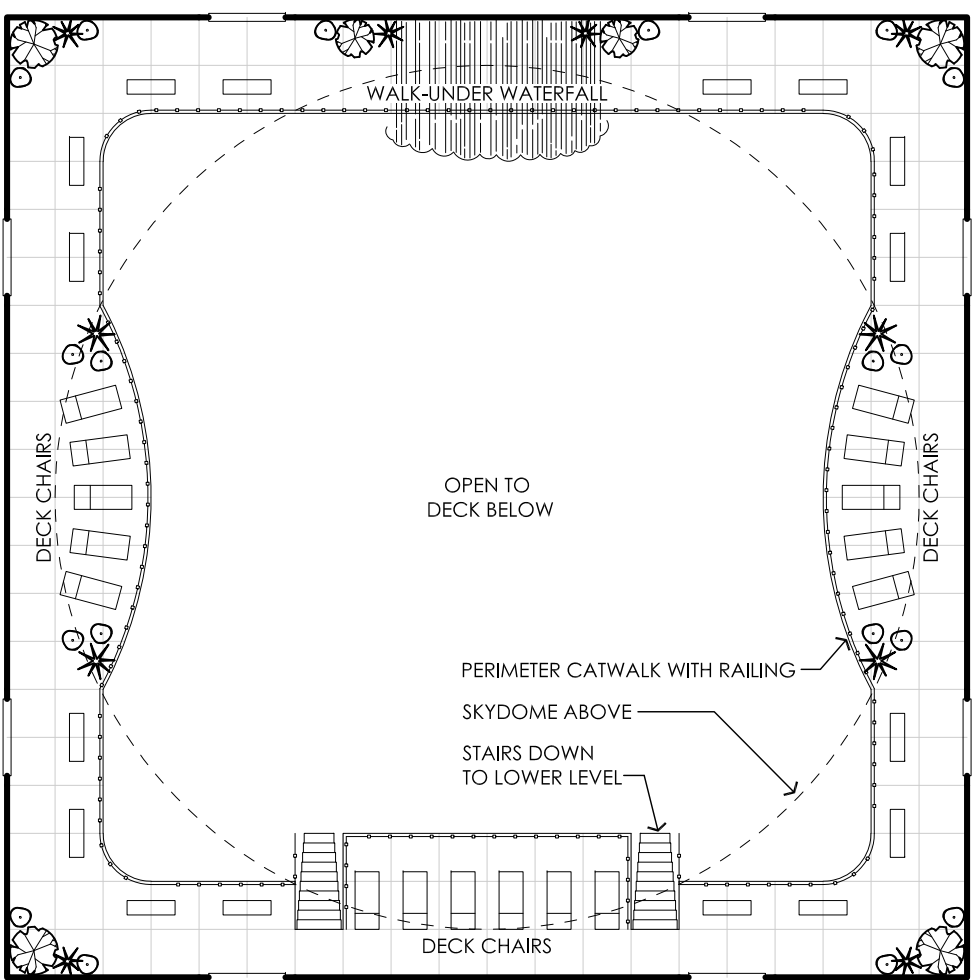 WALK-UNDER WATERFALL
DECK CHAIRS
OPEN TO
DECK BELOW
DECK CHAIRS
PERIMETER CATWALK WITH RAILING
SKYDOME ABOVE
STAIRS DOWN
TO LOWER LEVEL
DECK CHAIRS